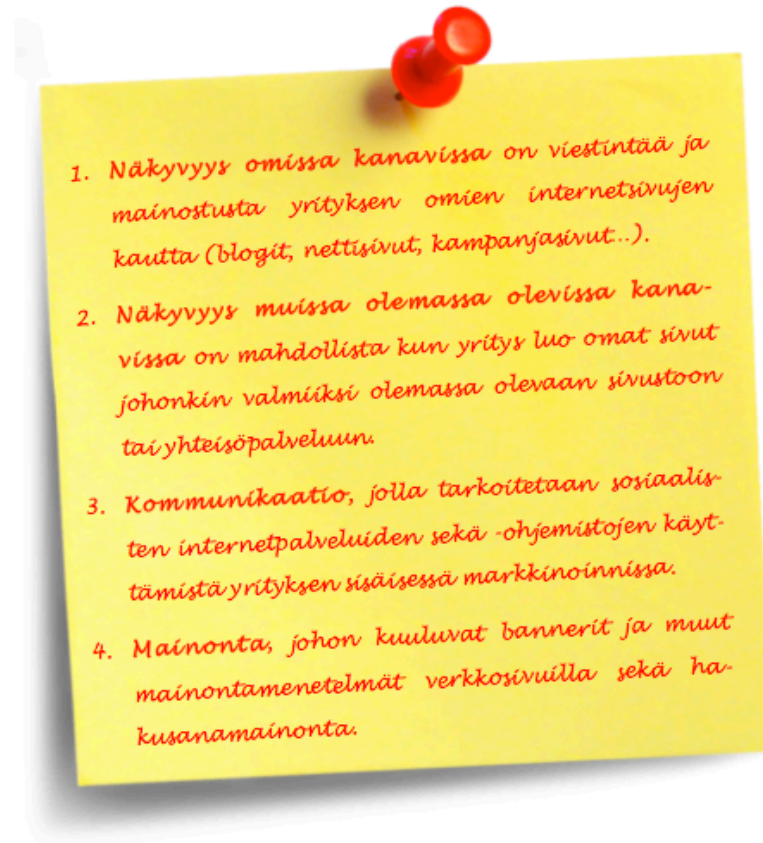 1. Näkyvyys omissa kanavissa on viestintää ja
mainostusta yrityksen omien internetsivujen
kautta (blogit, nettisivut, kampanjasivut...).
2. Näkyvyys muissa olemassa olevissa kana-
vissa on mahdollista kun yritys luo omat sivut
johonkin valmiiksi olemassa olevaan sivustoon
tai yhteisöpalveluun.
3. Kommunikaatio, jolla tarkoitetaan sosiaalis-
ten internetpalveluiden sekä -ohjemistojen käyt-
tämistä yrityksen sisäisessä markkinoinnissa.
4. Mainonta, johon kuuluvat bannerit ja muut
mainontamenetelmät verkkosivuilla sekä ha-
kusanamainonta.